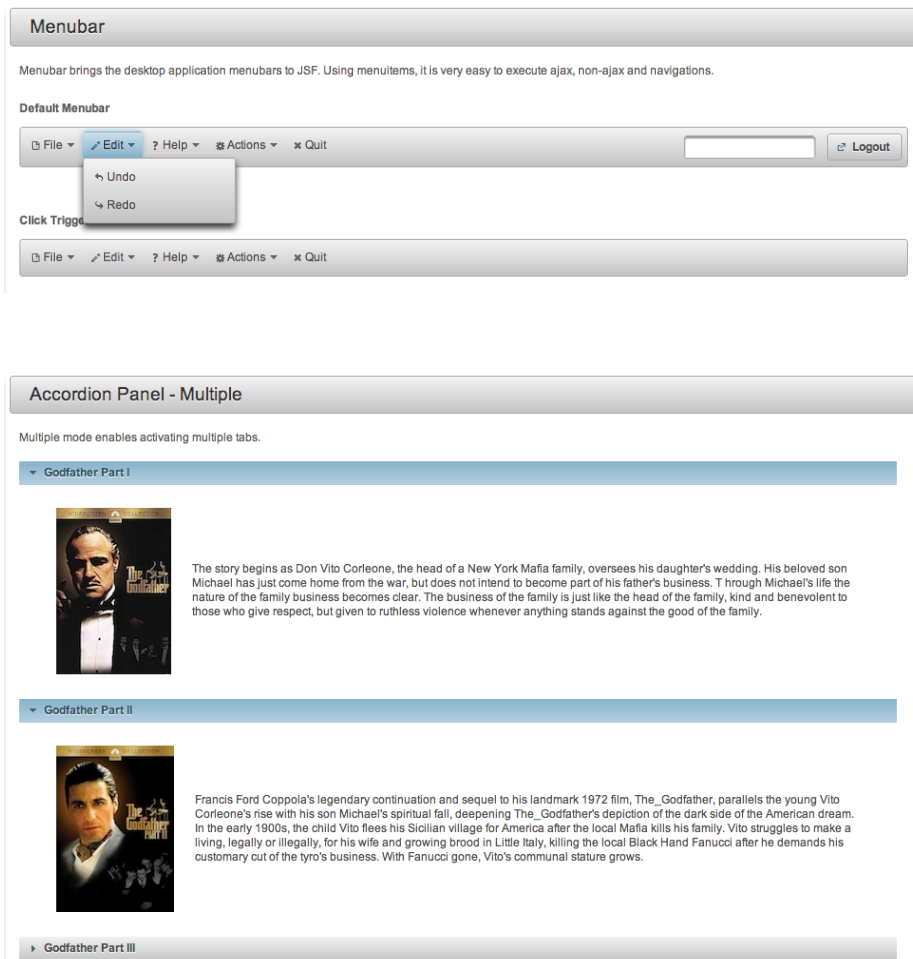 Menubar
Menubar brings the desktop application menubars to JSF. Using menuitems, it is very easy to execute ajax, non-ajax and navigations.
Default Menubar
File Edit ? Help Actions Quit Logout
Undo
Redo
Click Trigge
File Edit ? Help Actions Quit
Accordion Panel - Multiple
Multiple mode enables activating multiple tabs.
Godfather Part I
WIDESCREEN COLLECTION
The
Godfather
The story begins as Don Vito Corleone, the head of a New York Mafia family, oversees his daughter's wedding. His beloved son
Michael has just come home from the war, but does not intend to become part of his father's business. T hrough Michael's life the
nature of the family business becomes clear. The business of the family is just like the head of the family, kind and benevolent to
those who give respect, but given to ruthless violence whenever anything stands against the good of the family.
Godfather Part II
WIDESCREEN COLLECTION
The
Godfather
PART II
Francis Ford Coppola's legendary continuation and sequel to his landmark 1972 film, The_Godfather, parallels the young Vito
Corleone's rise with his son Michael's spiritual fall, deepening The_Godfather's depiction of the dark side of the American dream.
In the early 1900s, the child Vito flees his Sicilian village for America after the local Mafia kills his family. Vito struggles to make a
living, legally or illegally, for his wife and growing brood in Little Italy, killing the local Black Hand Fanucci after he demands his
customary cut of the tyro's business. With Fanucci gone, Vito's communal stature grows.
Godfather Part III